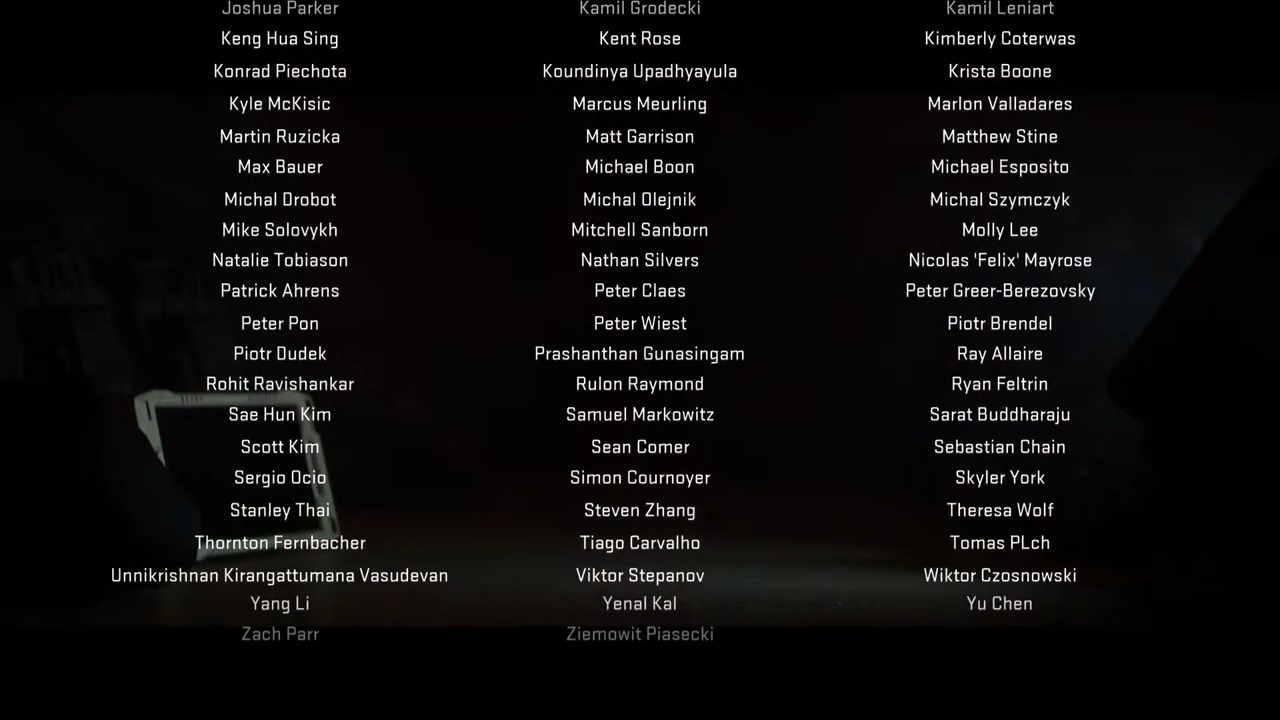 Joshua Parker Kamil Grodecki Kamil Leniart
Keng Hua Sing Kent Rose Kimberly Coterwas
Konrad Piechota Koundinya Upadhyayula Krista Boone
Kyle McKisic Marcus Meurling Marlon Valladares
Martin Ruzicka Matt Garrison Matthew Stine
Max Bauer Michael Boon Michael Esposito
Michal Drobot Michal Olejnik Michal Szymczyk
Mike Solovykh Mitchell Sanborn Molly Lee
Natalie Tobiason Nathan Silvers Nicolas 'Felix' Mayrose
Patrick Ahrens Peter Claes Peter Greer-Berezovsky
Peter Pon Peter Wiest Piotr Brendel
Piotr Dudek Prashanthan Gunasingam Ray Allaire
Rohit Ravishankar Rulon Raymond Ryan Feltrin
Sae Hun Kim Samuel Markowitz Sarat Buddharaju
Scott Kim Sean Comer Sebastian Chain
Sergio Ocio Simon Cournoyer Skyler York
Stanley Thai Steven Zhang Theresa Wolf
Thornton Fernbacher Tiago Carvalho Tomas PLch
Unnikrishnan Kirangattumana Vasudevan Viktor Stepanov Wiktor Czosnowski
Yang Li Yenal Kal Yu Chen
Zach Parr Ziemowit Piasecki